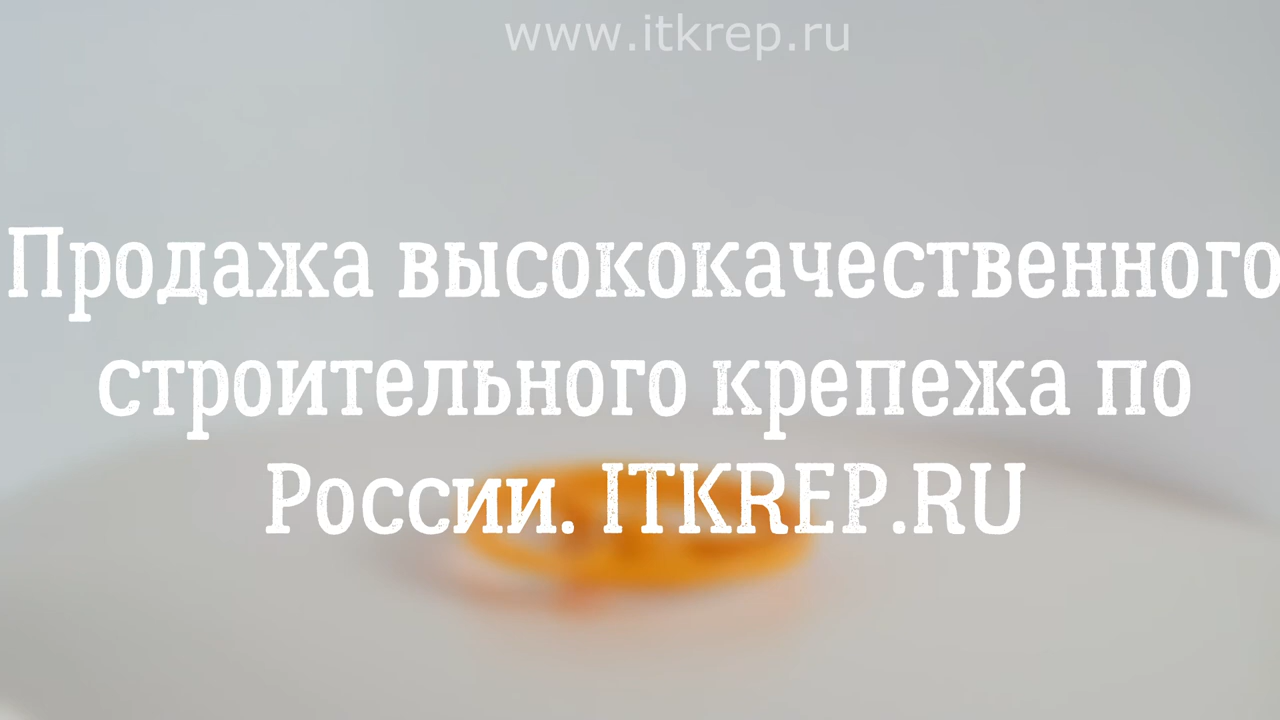 www.itkrep.ru
Продажа высококачественного
строительного крепежа по
России. ITKREP.RU